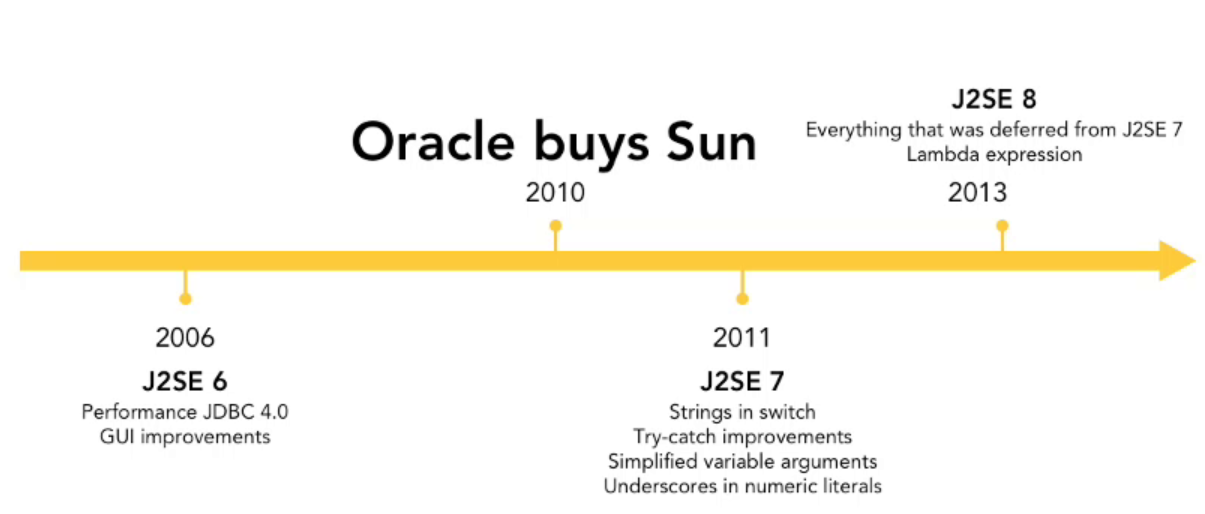 Oracle buys Sun
2010
J2SE 8
Everything that was deferred from J2SE 7
Lambda expression
2013
2006
J2SE 6
Performance JDBC 4.0
GUI improvements
2011
J2SE 7
Strings in switch
Try-catch improvements
Simplified variable arguments
Underscores in numeric literals